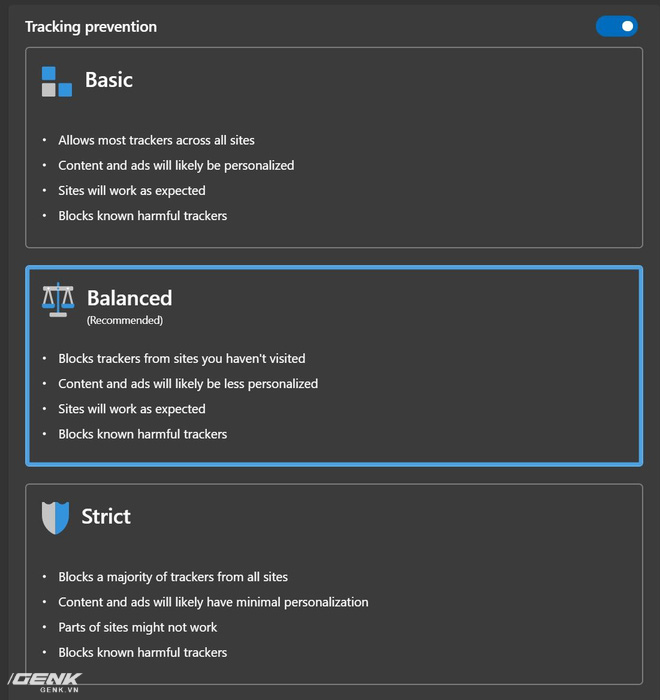 Tracking prevention
Basic
• Allows most trackers across all sites
• Content and ads will likely be personalized
• Sites will work as expected
• Blocks known harmful trackers
Balanced
(Recommended)
• Blocks trackers from sites you haven't visited
• Content and ads will likely be less personalized
• Sites will work as expected
• Blocks known harmful trackers
Strict
• Blocks a majority of trackers from all sites
• Content and ads will likely have minimal personalization
• Parts of sites might not work
• Blocks known harmful trackers
GENK
GENK.VN